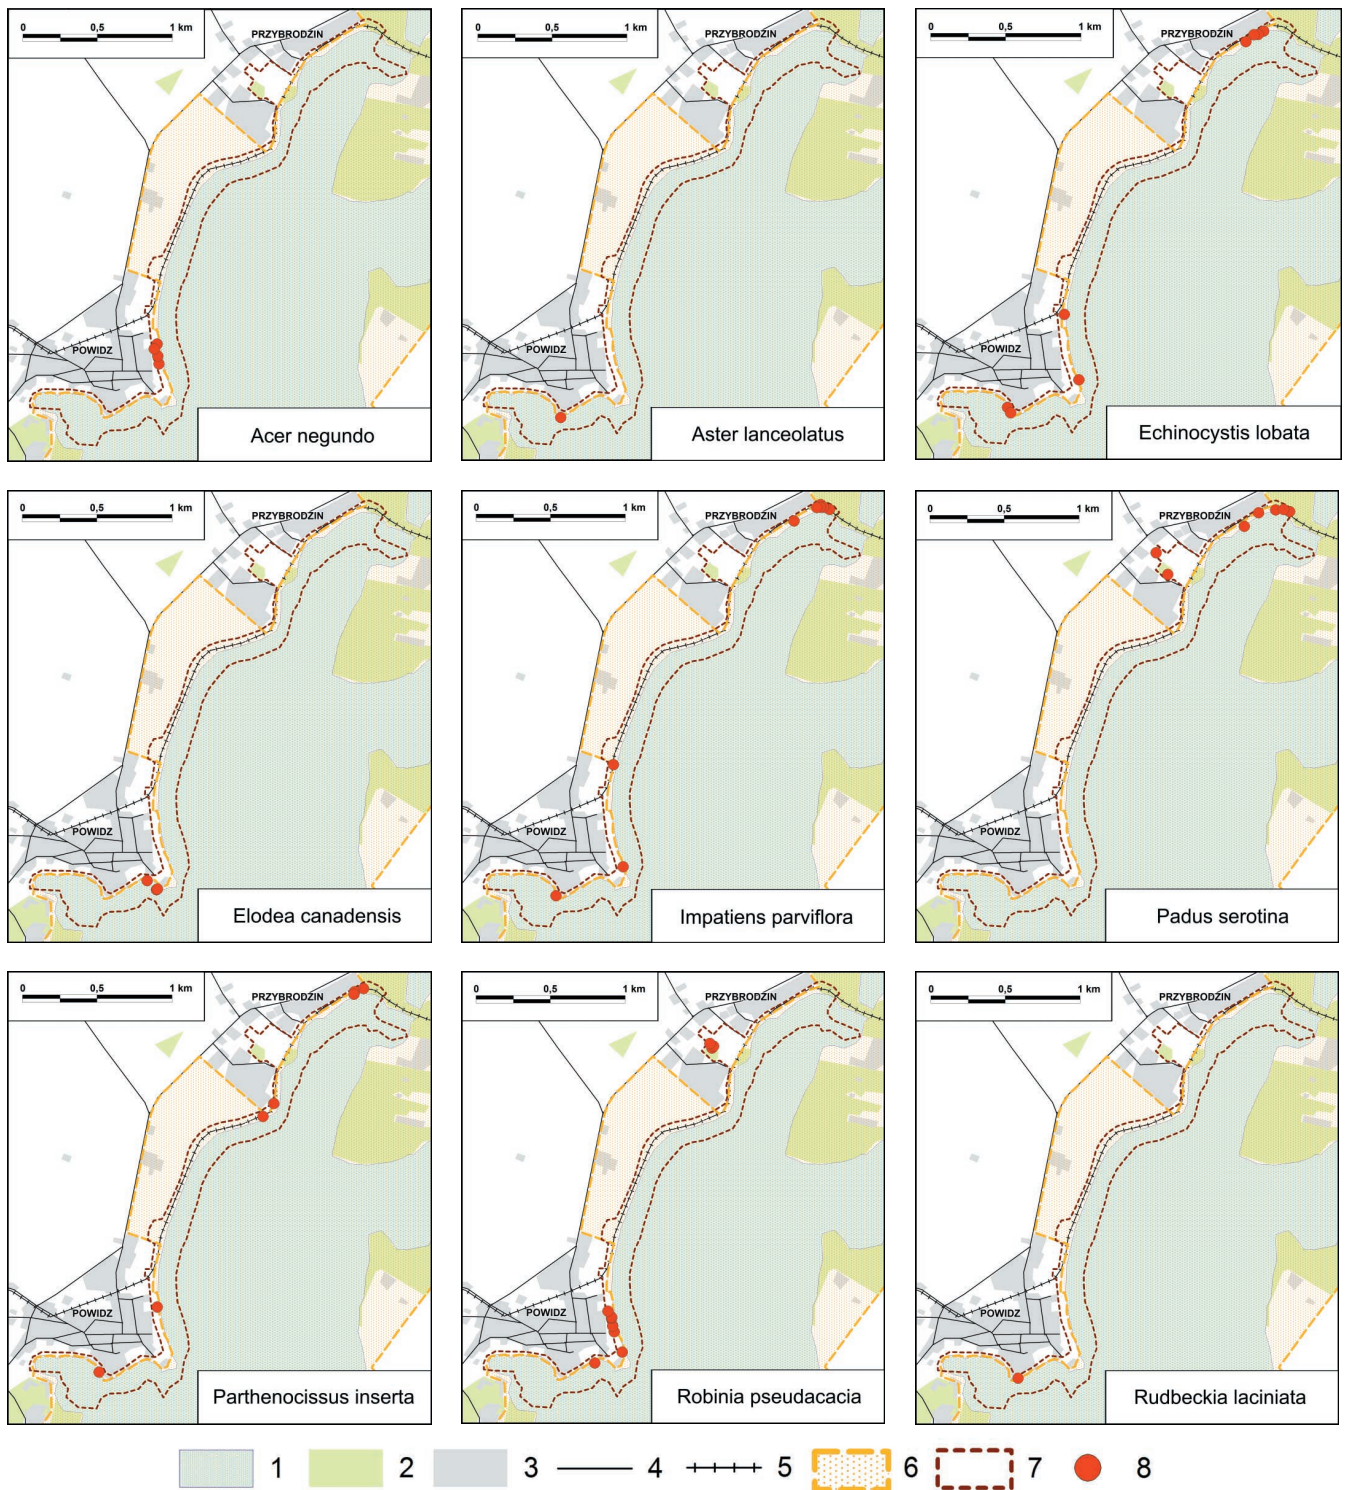 0 0,5 1 km
PRZYBRODZIN
POWIDZ
Acer negundo
0 0,5 1 km
PRZYBRODZIN
POWIDZ
Aster lanceolatus
0 0,5 1 km
PRZYBRODZIN
POWIDZ
Echinocystis lobata
0 0,5 1 km
PRZYBRODZIN
POWIDZ
Elodea canadensis
0 0,5 1 km
PRZYBRODZIN
POWIDZ
Impatiens parviflora
0 0,5 1 km
PRZYBRODZIN
POWIDZ
Padus serotina
0 0,5 1 km
PRZYBRODZIN
POWIDZ
Parthenocissus inserta
0 0,5 1 km
PRZYBRODZIN
POWIDZ
Robinia pseudacacia
0 0,5 1 km
PRZYBRODZIN
POWIDZ
Rudbeckia laciniata
1 2 3 4 5 6 7 8